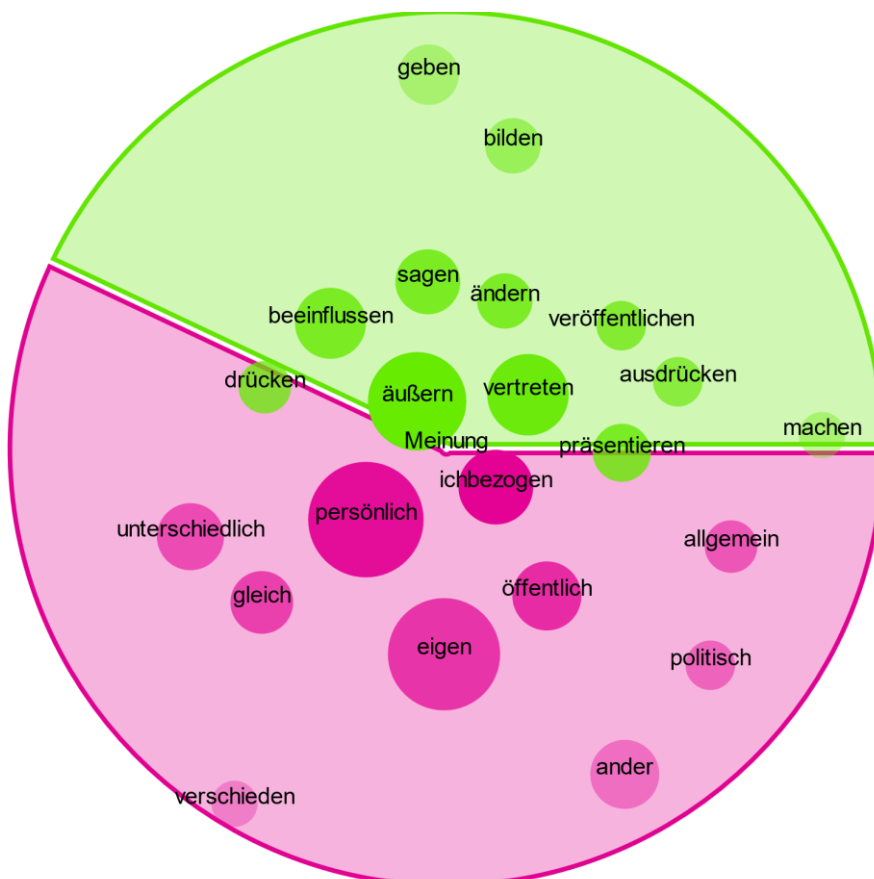 geben
bilden
sagen
ändern
beeinflussen
veröffentlichen
drücken
äußern
vertreten
ausdrücken
Meinung
präsentieren
machen
ichbezogen
persönlich
unterschiedlich
allgemein
gleich
öffentlich
eigen
politisch
ander
verschieden